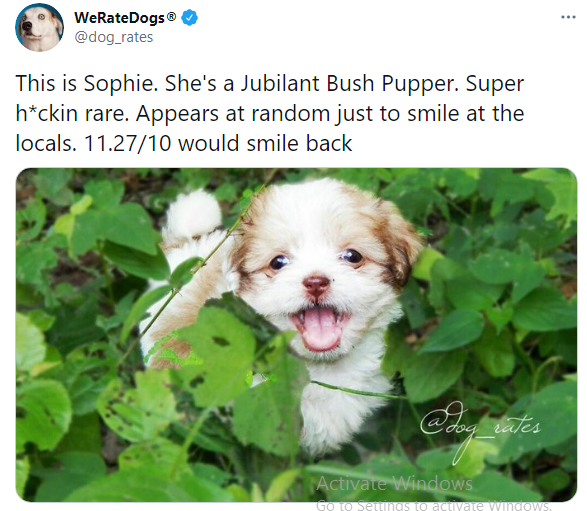 WeRateDogs®
@dog_rates
This is Sophie. She's a Jubilant Bush Pupper. Super
h*ckin rare. Appears at random just to smile at the
locals. 11.27/10 would smile back
@dog_rates
Activate Windows
Go to Settings to activate Windows.